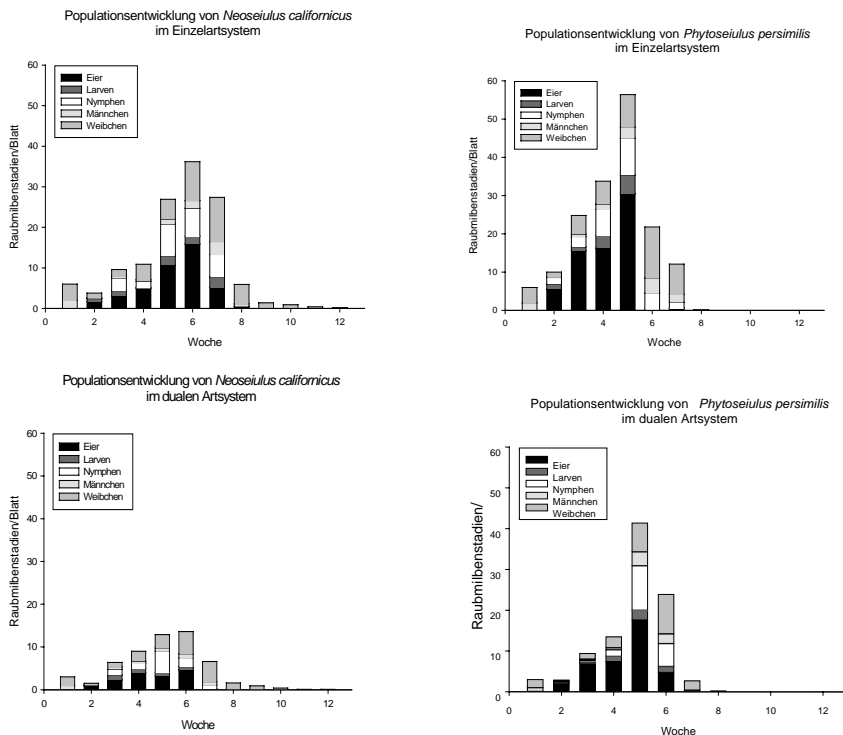 Populationsentwicklung von Neoseiulus californicus
im Einzelartsystem
Eier
Larven
Nymphen
Männchen
Weibchen
Raubmilbenstadien/Blatt
60
50
40
30
20
10
0
0 2 4 6 8 10 12
Woche
Populationsentwicklung von Phytoseiulus persimilis
im Einzelartsystem
Eier
Larven
Nymphen
Männchen
Weibchen
Raubmilbenstadien/Blatt
60
50
40
30
20
10
0
0 2 4 6 8 10 12
Woche
Populationsentwicklung von Neoseiulus californicus
im dualen Artsystem
Eier
Larven
Nymphen
Männchen
Weibchen
Raubmilbenstadien/Blatt
60
50
40
30
20
10
0
0 2 4 6 8 10 12
Woche
Populationsentwicklung von Phytoseiulus persimilis
im dualen Artsystem
Eier
Larven
Nymphen
Männchen
Weibchen
Raubmilbenstadien/
60
50
40
30
20
10
0
0 2 4 6 8 10 12
Woche